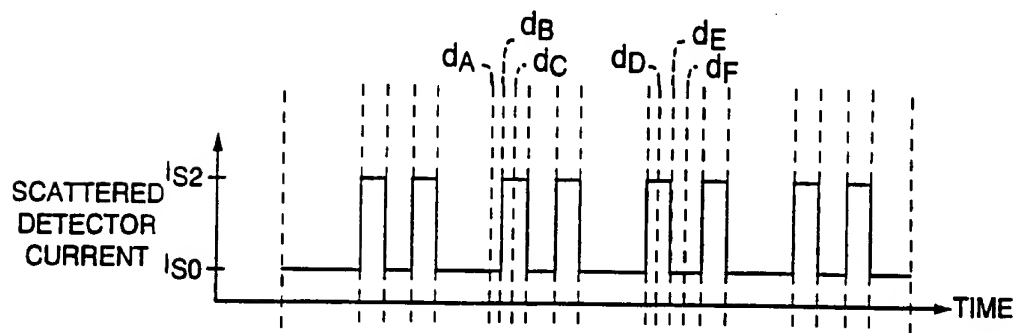 dB
dE
dA
dC
dD
dF
IS2
SCATTERED
DETECTOR
CURRENT
IS0
TIME